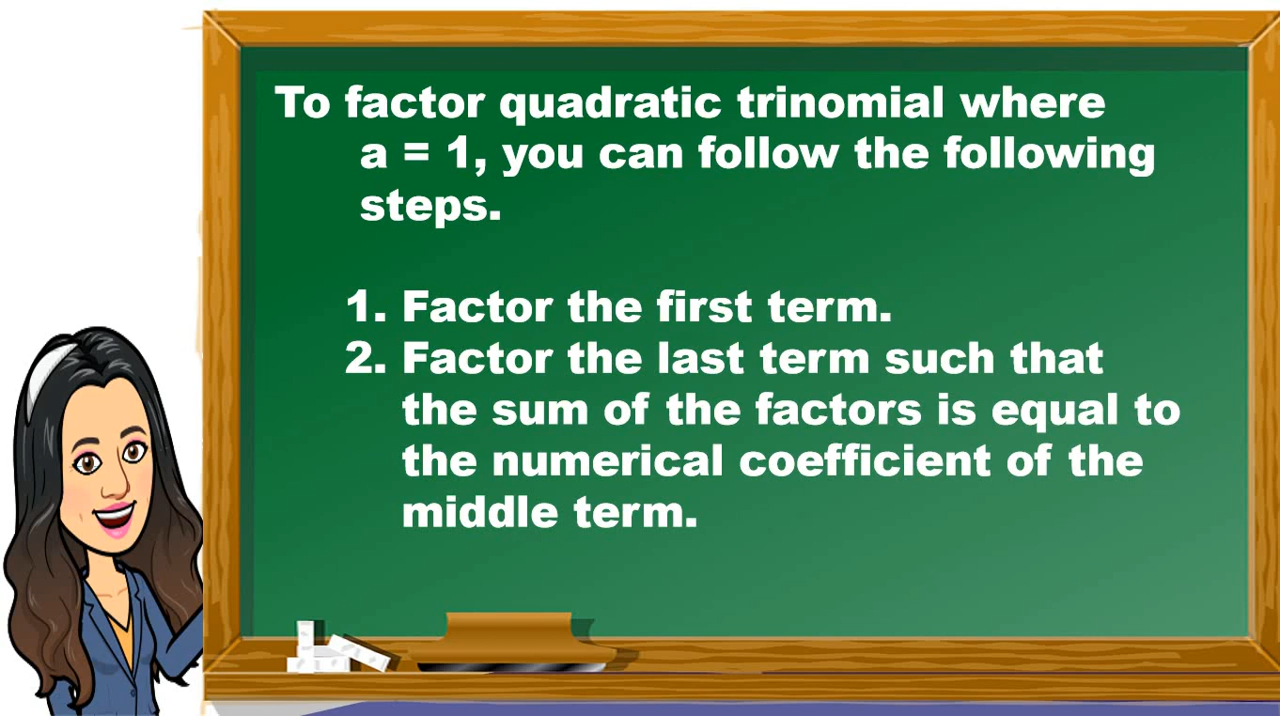 To factor quadratic trinomial where
a = 1, you can follow the following
steps.
1. Factor the first term.
2. Factor the last term such that
the sum of the factors is equal to
the numerical coefficient of the
middle term.